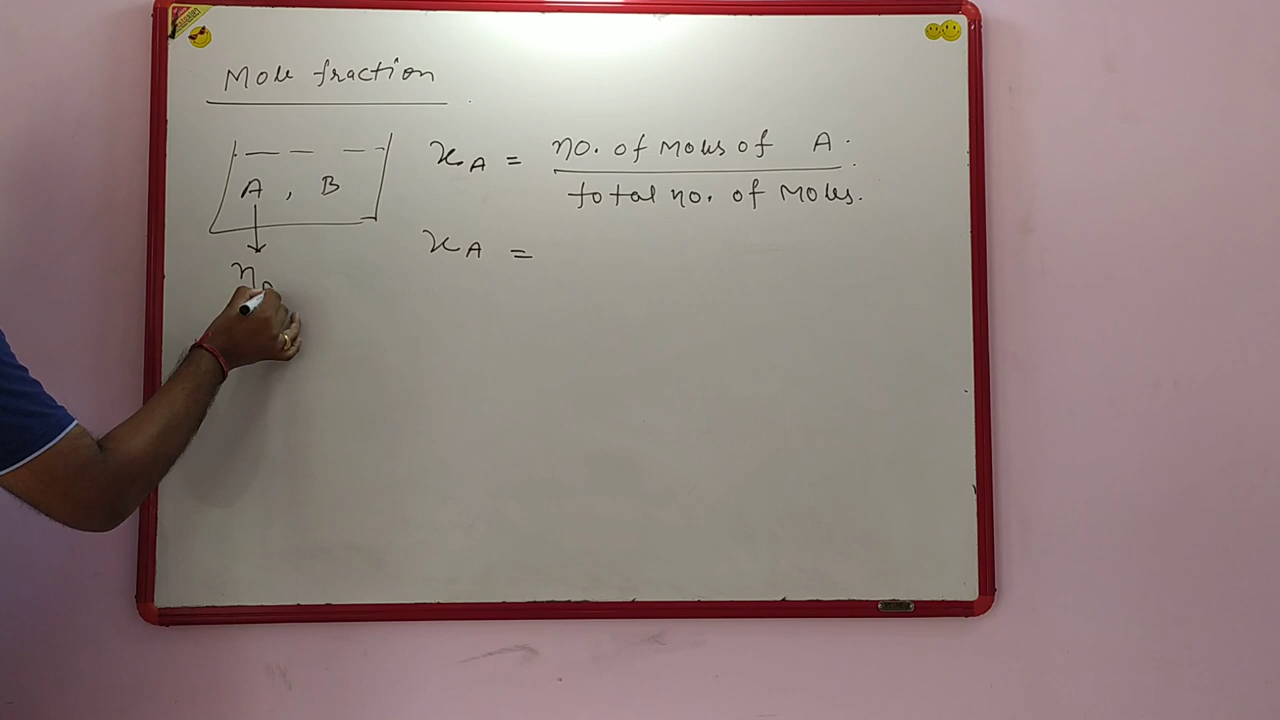 Mole fraction
A , B
x_A = no. of moles of A.
total no. of moles.
x_A =
n